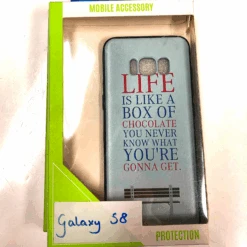 MOBILE ACCESSORY
LIFE
IS LIKE A
BOX OF
CHOCOLATE
YOU NEVER
KNOW WHAT
YOU'RE
GONNA GET.
Galaxy S8
PROTECTION